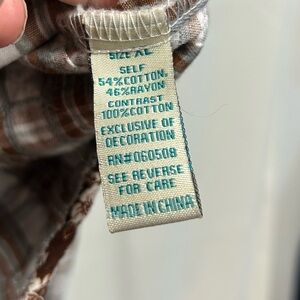 SIZE XL
SELF
54%COTTON,
46%RAYON
CONTRAST
100%COTTON
EXCLUSIVE OF
DECORATION
RN#060508
SEE REVERSE
FOR CARE
MADE IN CHINA